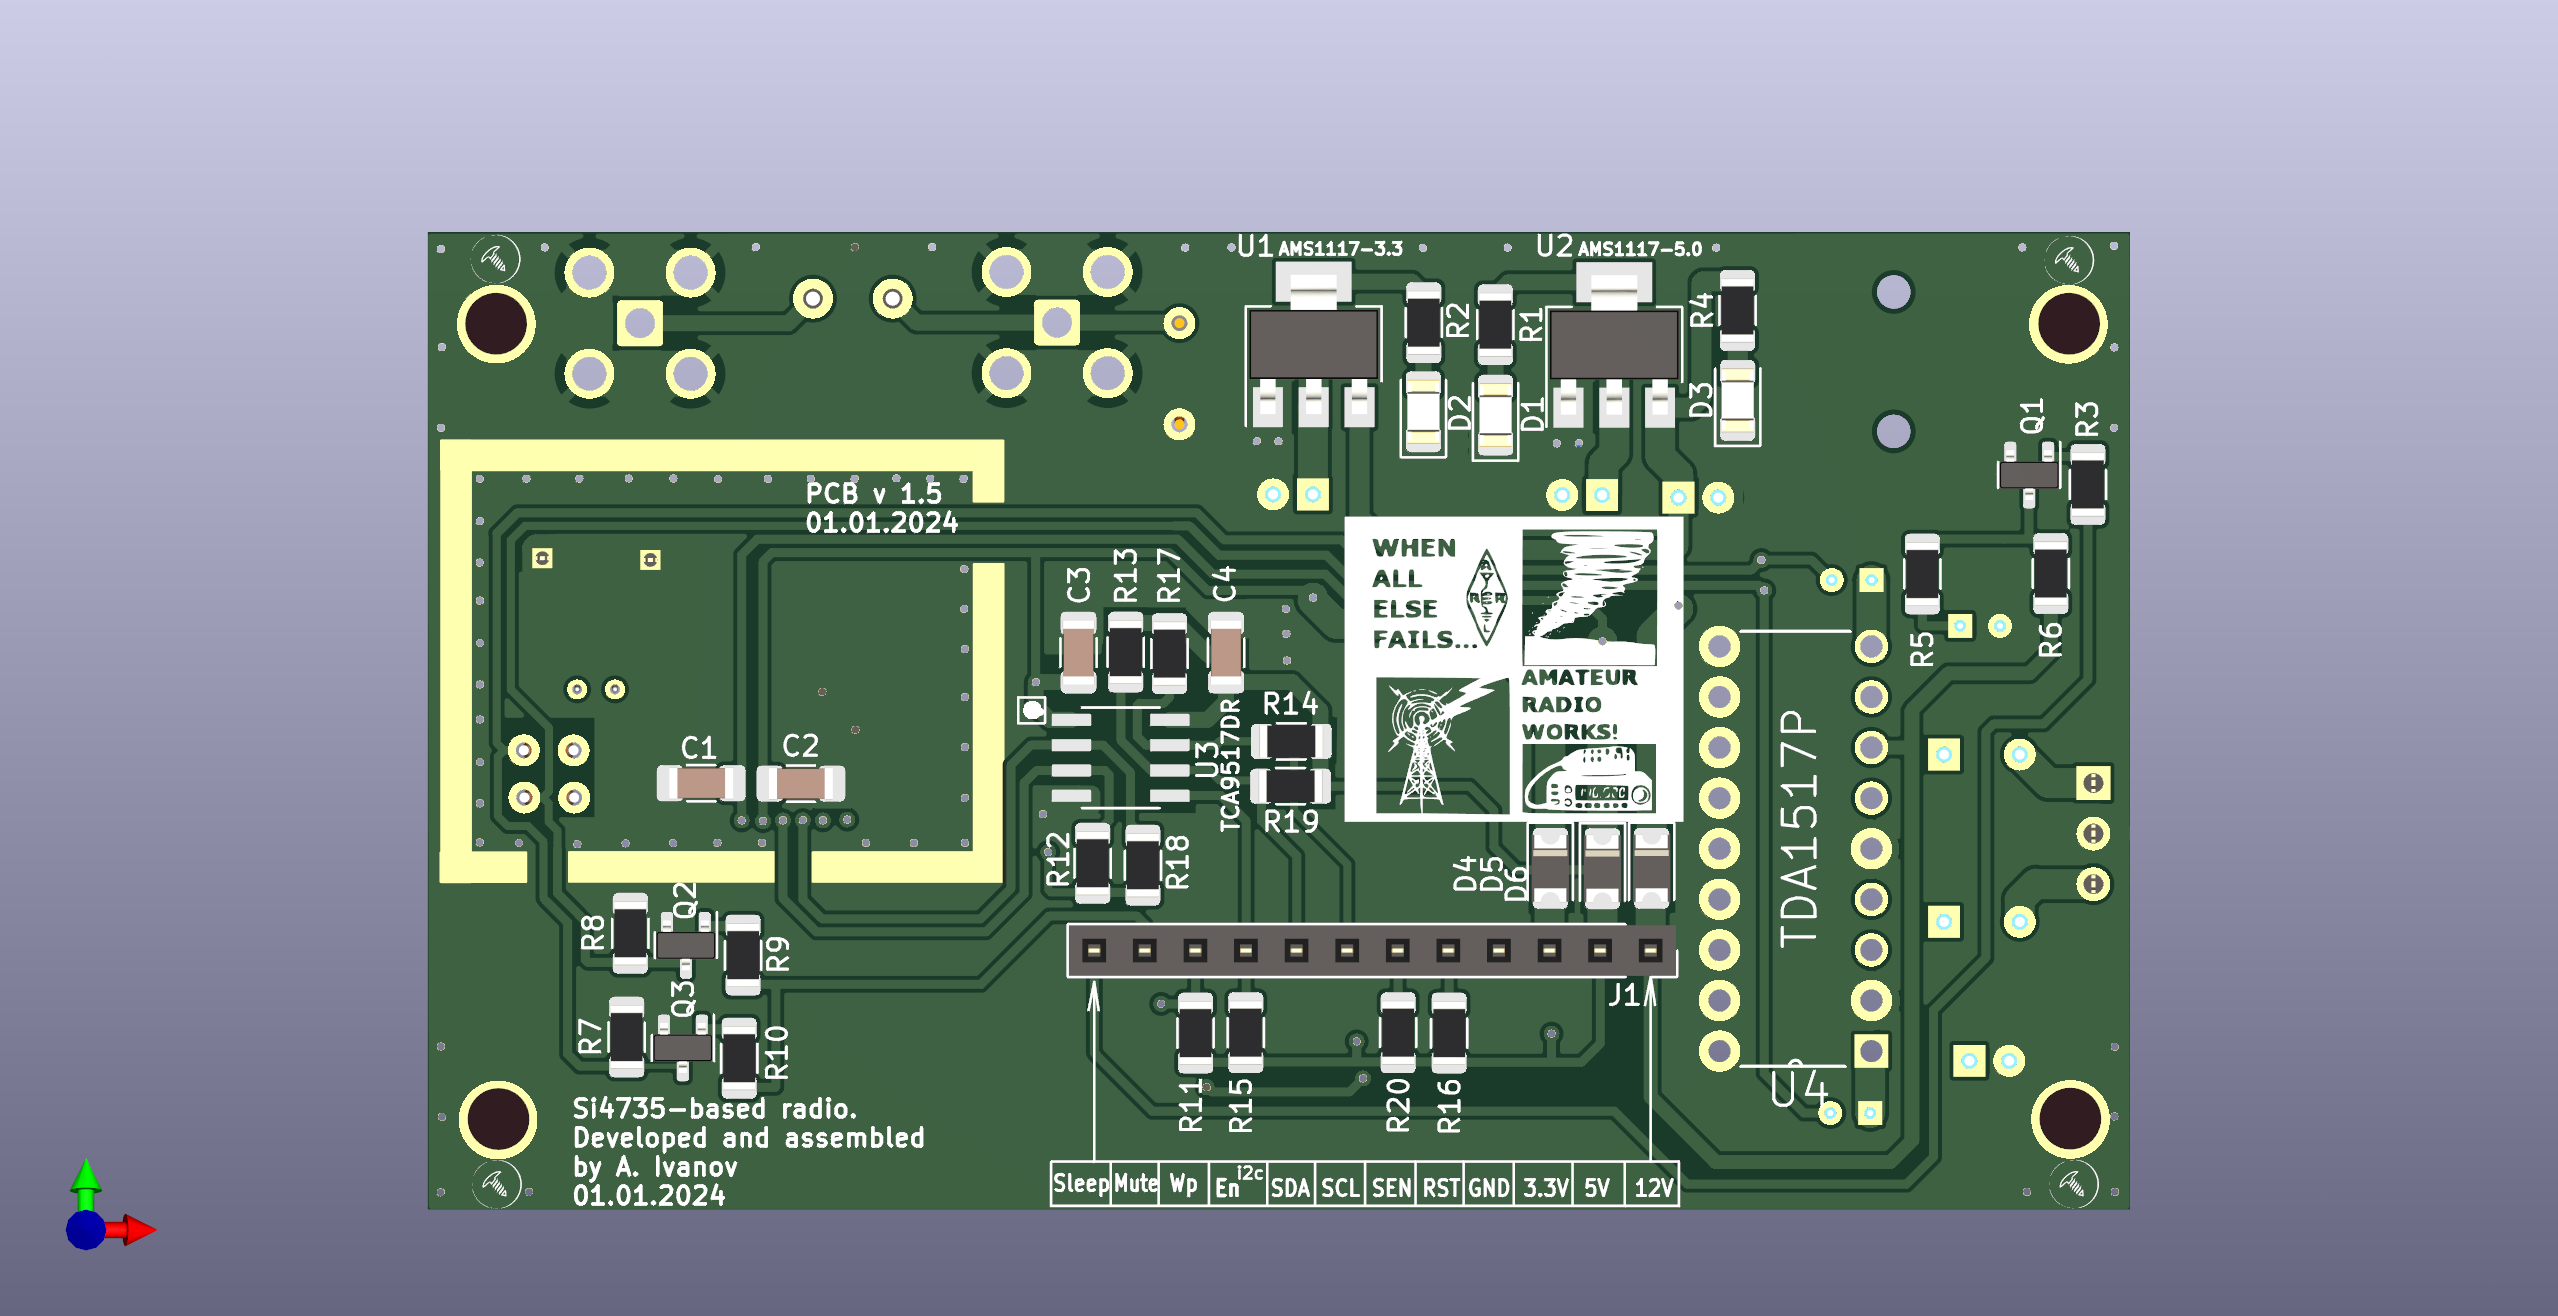 U1 AMS1117-3.3
U2 AMS1117-5.0
R2
R1
R4
D2
D1
D3
Q1
R3
PCB v 1.5
01.01.2024
WHEN
ALL
ELSE
FAILS...
ARRL
AMATEUR
RADIO
WORKS!
C3
R13
R17
C4
R5
R6
R14
R19
U3
TCA9517DR
C1
C2
TDA1517P
R12
R18
D4
D5
D6
Q2
R8
R9
Q3
R7
R10
J1
U4
R11
R15
R20
R16
Si4735-based radio.
Developed and assembled
by A. Ivanov
01.01.2024
Sleep Mute Wp En i2c SDA SCL SEN RST GND 3.3V 5V 12V